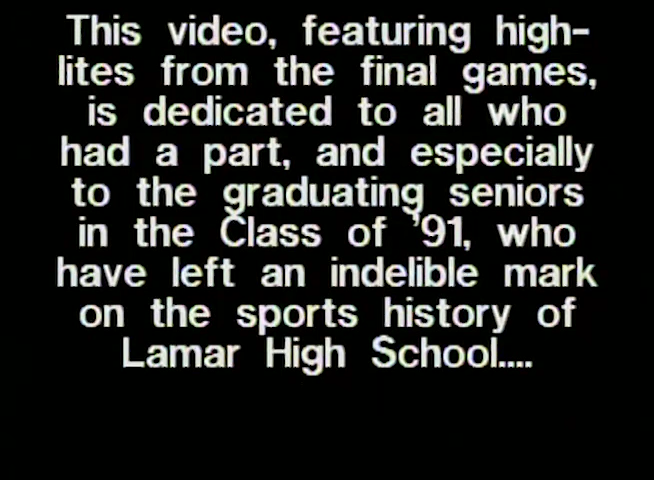 This video, featuring high-
lites from the final games,
is dedicated to all who
had a part, and especially
to the graduating seniors
in the Class of '91, who
have left an indelible mark
on the sports history of
Lamar High School....